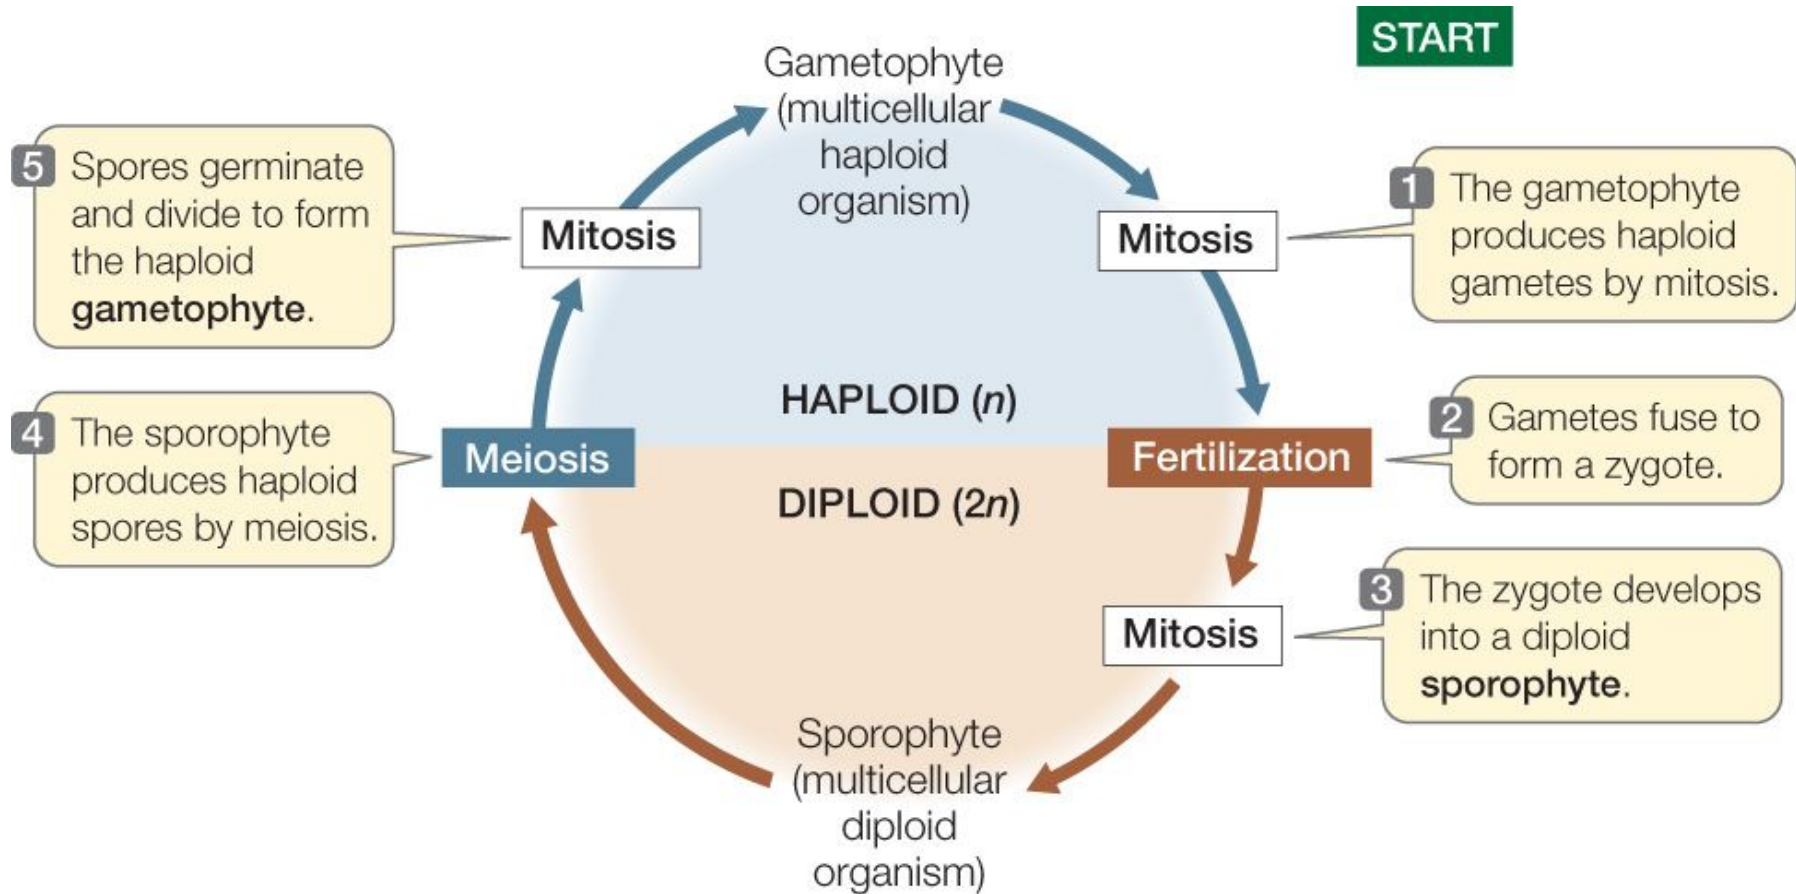 START
Gametophyte
(multicellular
haploid
organism)
5 Spores germinate
and divide to form
the haploid
gametophyte.
Mitosis
Mitosis
1 The gametophyte
produces haploid
gametes by mitosis.
HAPLOID (n)
4 The sporophyte
produces haploid
spores by meiosis.
Meiosis
Fertilization
2 Gametes fuse to
form a zygote.
DIPLOID (2n)
Mitosis
3 The zygote develops
into a diploid
sporophyte.
Sporophyte
(multicellular
diploid
organism)